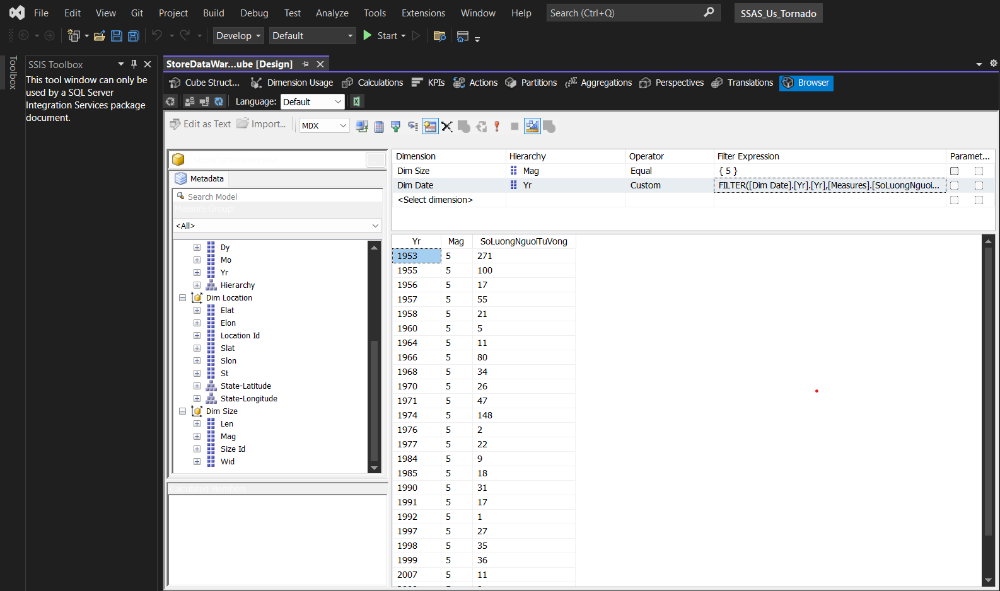 File Edit View Git Project Build Debug Test Analyze Tools Extensions Window Help Search (Ctrl+Q) SSAS_Us_Tornado
Develop Default Start
Toolbox
SSIS Toolbox
This tool window can only be
used by a SQL Server
Integration Services package
document.
StoreDataWar...ube [Design]
Cube Struct... Dimension Usage Calculations KPIs Actions Partitions Aggregations Perspectives Translations Browser
Language: Default
Edit as Text Import... MDX
...
Metadata
Search Model
Measure Group:
<All>
Dy
Mo
Yr
Hierarchy
Dim Location
Elat
Elon
Location Id
Slat
Slon
St
State-Latitude
State-Longitude
Dim Size
Len
Mag
Size Id
Wid
Calculated Members
Dimension Hierarchy Operator Filter Expression Paramet...
Dim Size Mag Equal { 5 }
Dim Date Yr Custom FILTER([Dim Date].[Yr].[Yr],[Measures].[SoLuongNguoi...
<Select dimension>
Yr Mag SoLuongNguoiTuVong
1953 5 271
1955 5 100
1956 5 17
1957 5 55
1958 5 21
1960 5 5
1964 5 11
1966 5 80
1968 5 34
1970 5 26
1971 5 47
1974 5 148
1976 5 2
1977 5 22
1984 5 9
1985 5 18
1990 5 31
1991 5 17
1992 5 1
1997 5 27
1998 5 35
1999 5 36
2007 5 11